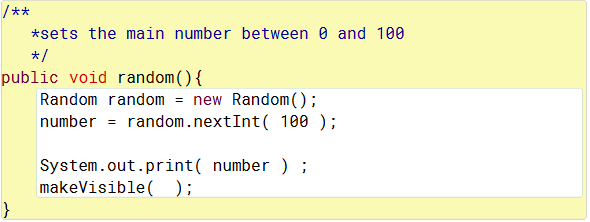 /**
*sets the main number between 0 and 100
*/
public void random(){
Random random = new Random();
number = random.nextInt( 100 );
System.out.print( number ) ;
makeVisible(  );
}